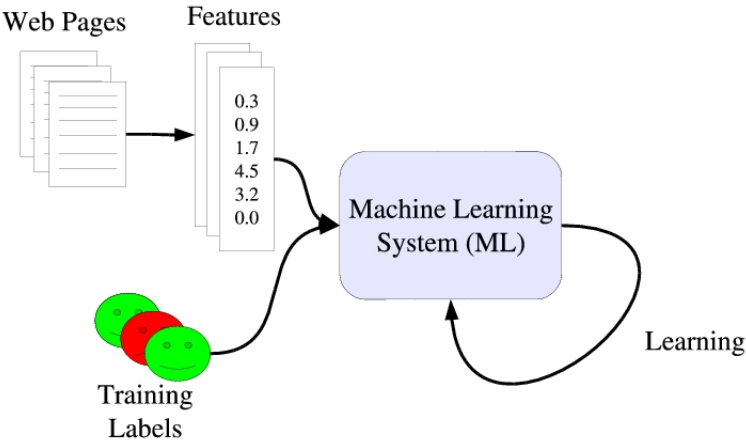 Web Pages
Features
0.3
0.9
1.7
4.5
3.2
0.0
Machine Learning
System (ML)
Learning
Training
Labels